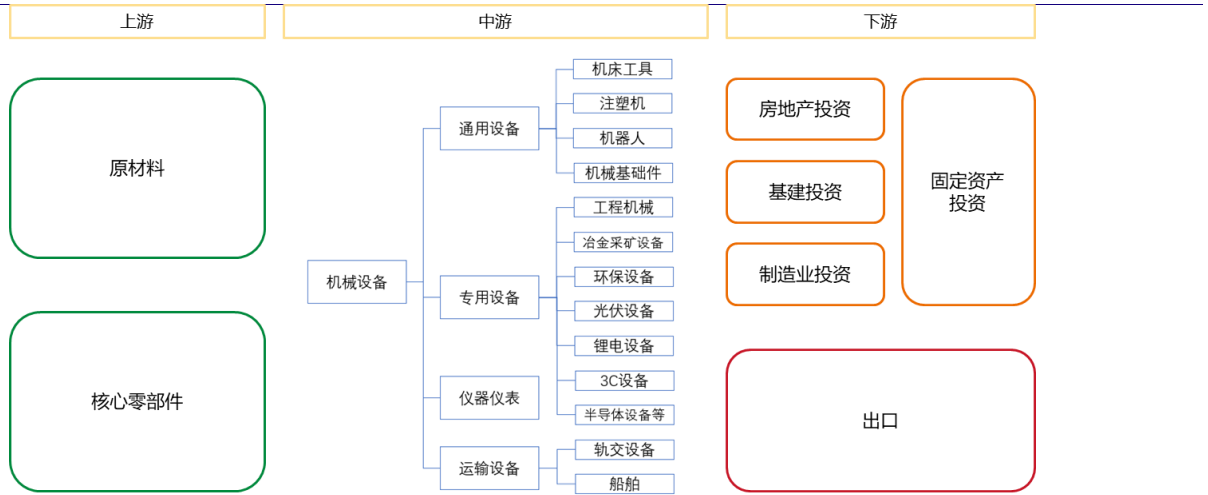 上游
中游
下游
原材料
核心零部件
机械设备
通用设备
机床工具
注塑机
机器人
机械基础件
专用设备
工程机械
冶金采矿设备
环保设备
光伏设备
锂电设备
3C设备
半导体设备等
仪器仪表
运输设备
轨交设备
船舶
房地产投资
基建投资
制造业投资
固定资产
投资
出口